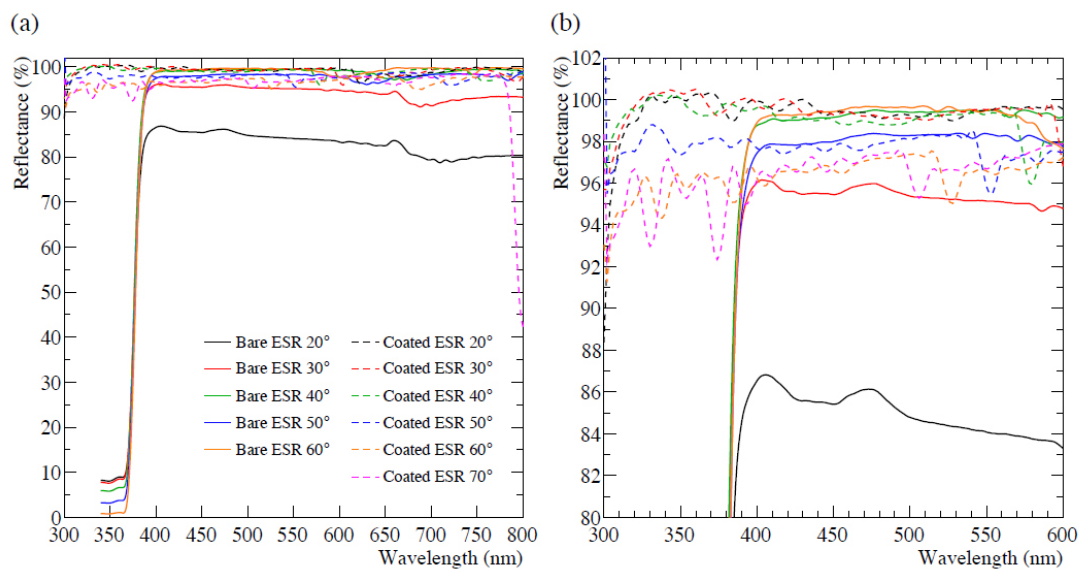 (a)
Reflectance (%)
100
90
80
70
60
50
40
30
20
10
0
300 350 400 450 500 550 600 650 700 750 800
Wavelength (nm)
Bare ESR 20°
Bare ESR 30°
Bare ESR 40°
Bare ESR 50°
Bare ESR 60°
Coated ESR 20°
Coated ESR 30°
Coated ESR 40°
Coated ESR 50°
Coated ESR 60°
Coated ESR 70°
(b)
Reflectance (%)
102
100
98
96
94
92
90
88
86
84
82
80
300 350 400 450 500 550 600
Wavelength (nm)